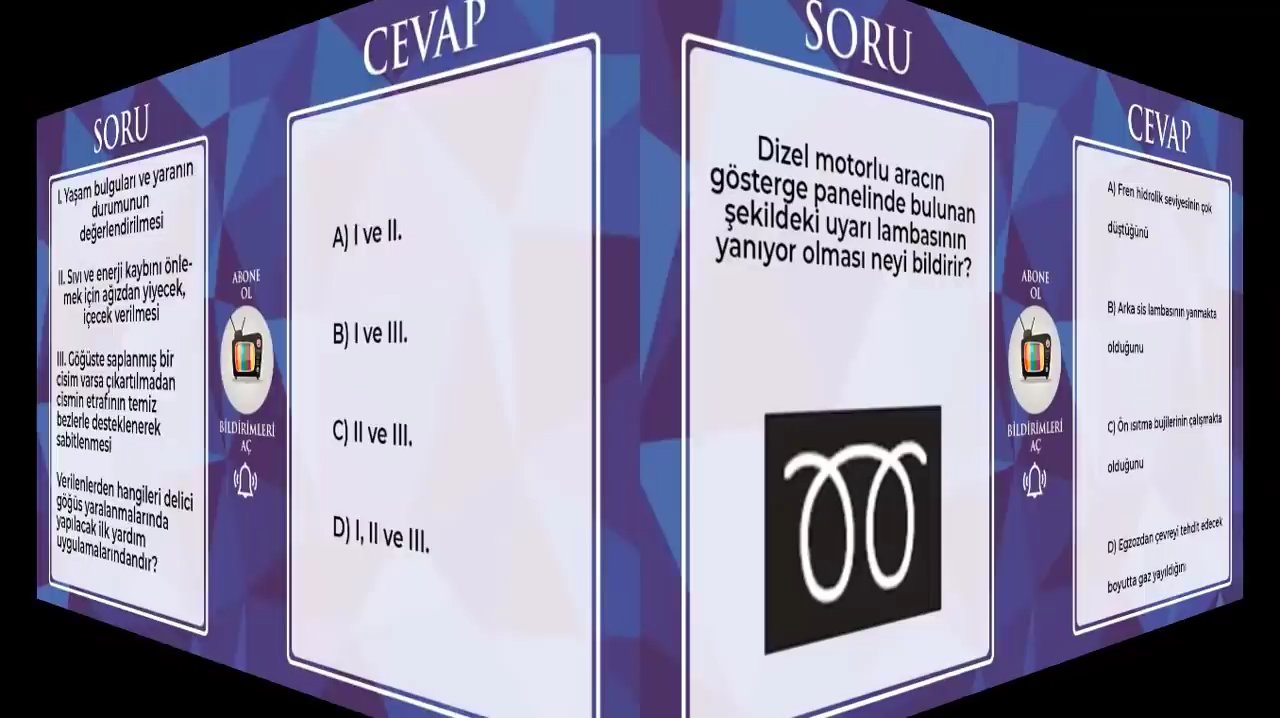 SORU
I. Yaşam bulguları ve yaranın
durumunun
değerlendirilmesi
II. Sıvı ve enerji kaybını önle-
mek için ağızdan yiyecek,
içecek verilmesi
III. Göğüste saplanmış bir
cisim varsa çıkartılmadan
cismin etrafının temiz
bezlerle desteklenerek
sabitlenmesi
Verilenlerden hangileri delici
göğüs yaralanmalarında
yapılacak ilk yardım
uygulamalarındandır?
ABONE
OL
BİLDİRİMLERİ
AÇ
CEVAP
A) I ve II.
B) I ve III.
C) II ve III.
D) I, II ve III.
SORU
Dizel motorlu aracın
gösterge panelinde bulunan
şekildeki uyarı lambasının
yanıyor olması neyi bildirir?
ABONE
OL
BİLDİRİMLERİ
AÇ
CEVAP
A) Fren hidrolik seviyesinin çok
düştüğünü
B) Arka sis lambasının yanmakta
olduğunu
C) Ön ısıtma bujilerinin çalışmakta
olduğunu
D) Egzozdan çevreyi tehdit edecek
boyutta gaz yayıldığını